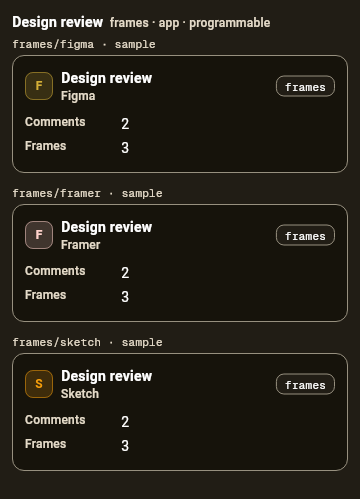 Design review frames · app · programmable
frames/figma · sample
F Design review frames
Figma
Comments 2
Frames 3
frames/framer · sample
F Design review frames
Framer
Comments 2
Frames 3
frames/sketch · sample
S Design review frames
Sketch
Comments 2
Frames 3